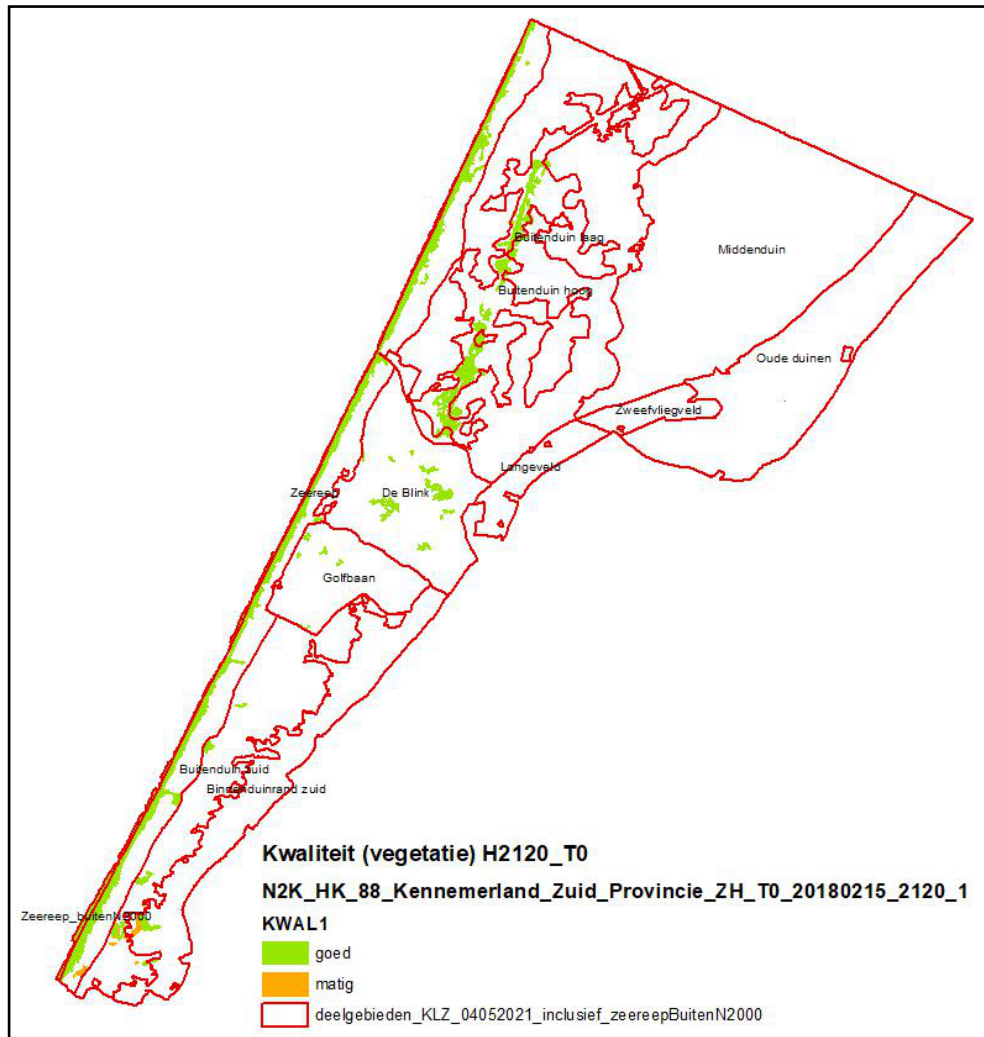 Buitenduin laag
Middenduin
Buitenduin hoog
Oude duinen
Zweefvliegveld
Langeveld
Zeereep
De Blink
Golfbaan
Buitenduin zuid
Binnenduinrand zuid
Zeereep_buitenN2000
Kwaliteit (vegetatie) H2120_T0
N2K_HK_88_Kennemerland_Zuid_Provincie_ZH_T0_20180215_2120_1
KWAL1
goed
matig
deelgebieden_KLZ_04052021_inclusief_zeereepBuitenN2000